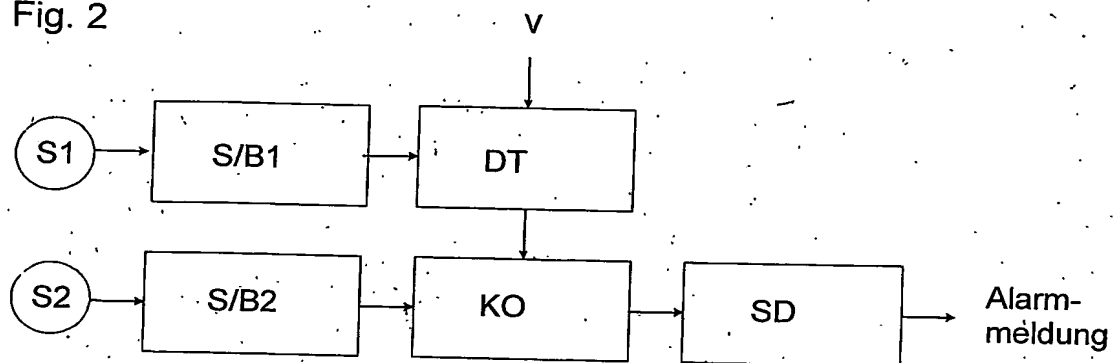 Fig. 2
v
S1
S/B1
DT
S2
S/B2
KO
SD
Alarm-
meldung